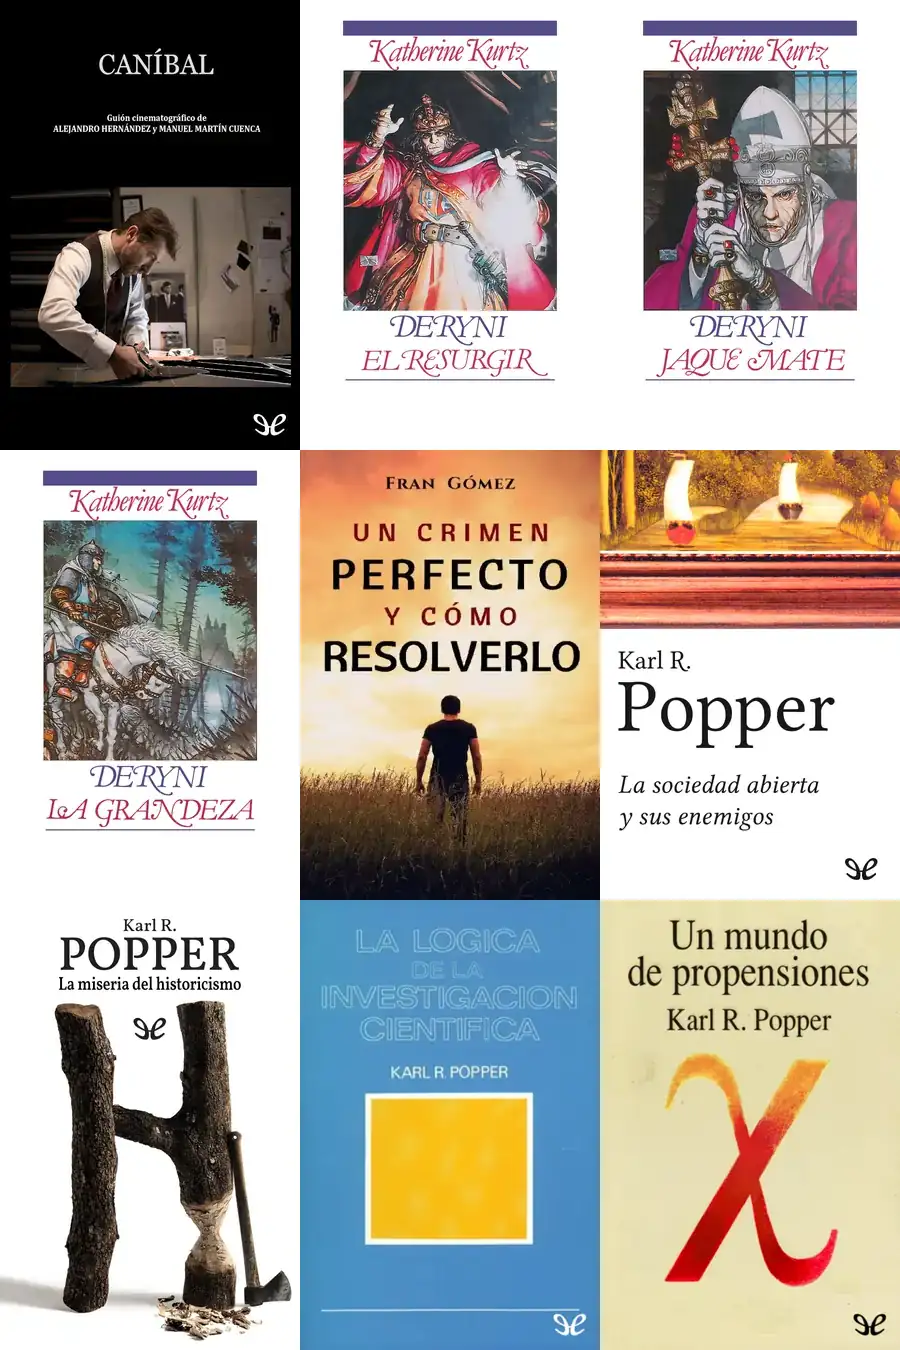 CANÍBAL
Guión cinematográfico de
ALEJANDRO HERNÁNDEZ y MANUEL MARTÍN CUENCA
Katherine Kurtz
DERYNI
EL RESURGIR
Katherine Kurtz
DERYNI
JAQUE MATE
Katherine Kurtz
DERYNI
LA GRANDEZA
FRAN GÓMEZ
UN CRIMEN
PERFECTO
Y CÓMO
RESOLVERLO
Karl R.
Popper
La sociedad abierta
y sus enemigos
Karl R.
POPPER
La miseria del historicismo
LA LOGICA
DE LA
INVESTIGACION
CIENTIFICA
KARL R. POPPER
Un mundo
de propensiones
Karl R. Popper